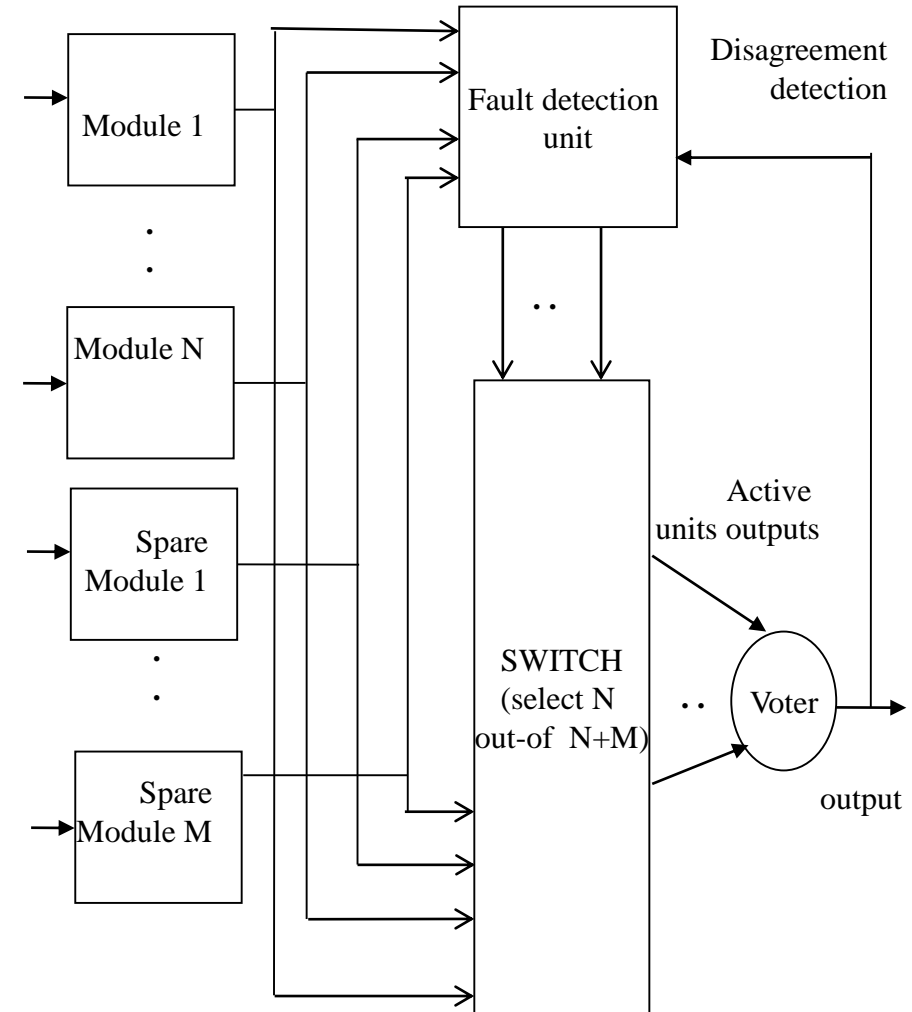 Module 1
Fault detection
unit
Disagreement
detection
.
.
. .
Module N
Spare
Module 1
Active
units outputs
.
.
SWITCH
(select N
out-of N+M)
. .
Voter
Spare
Module M
output